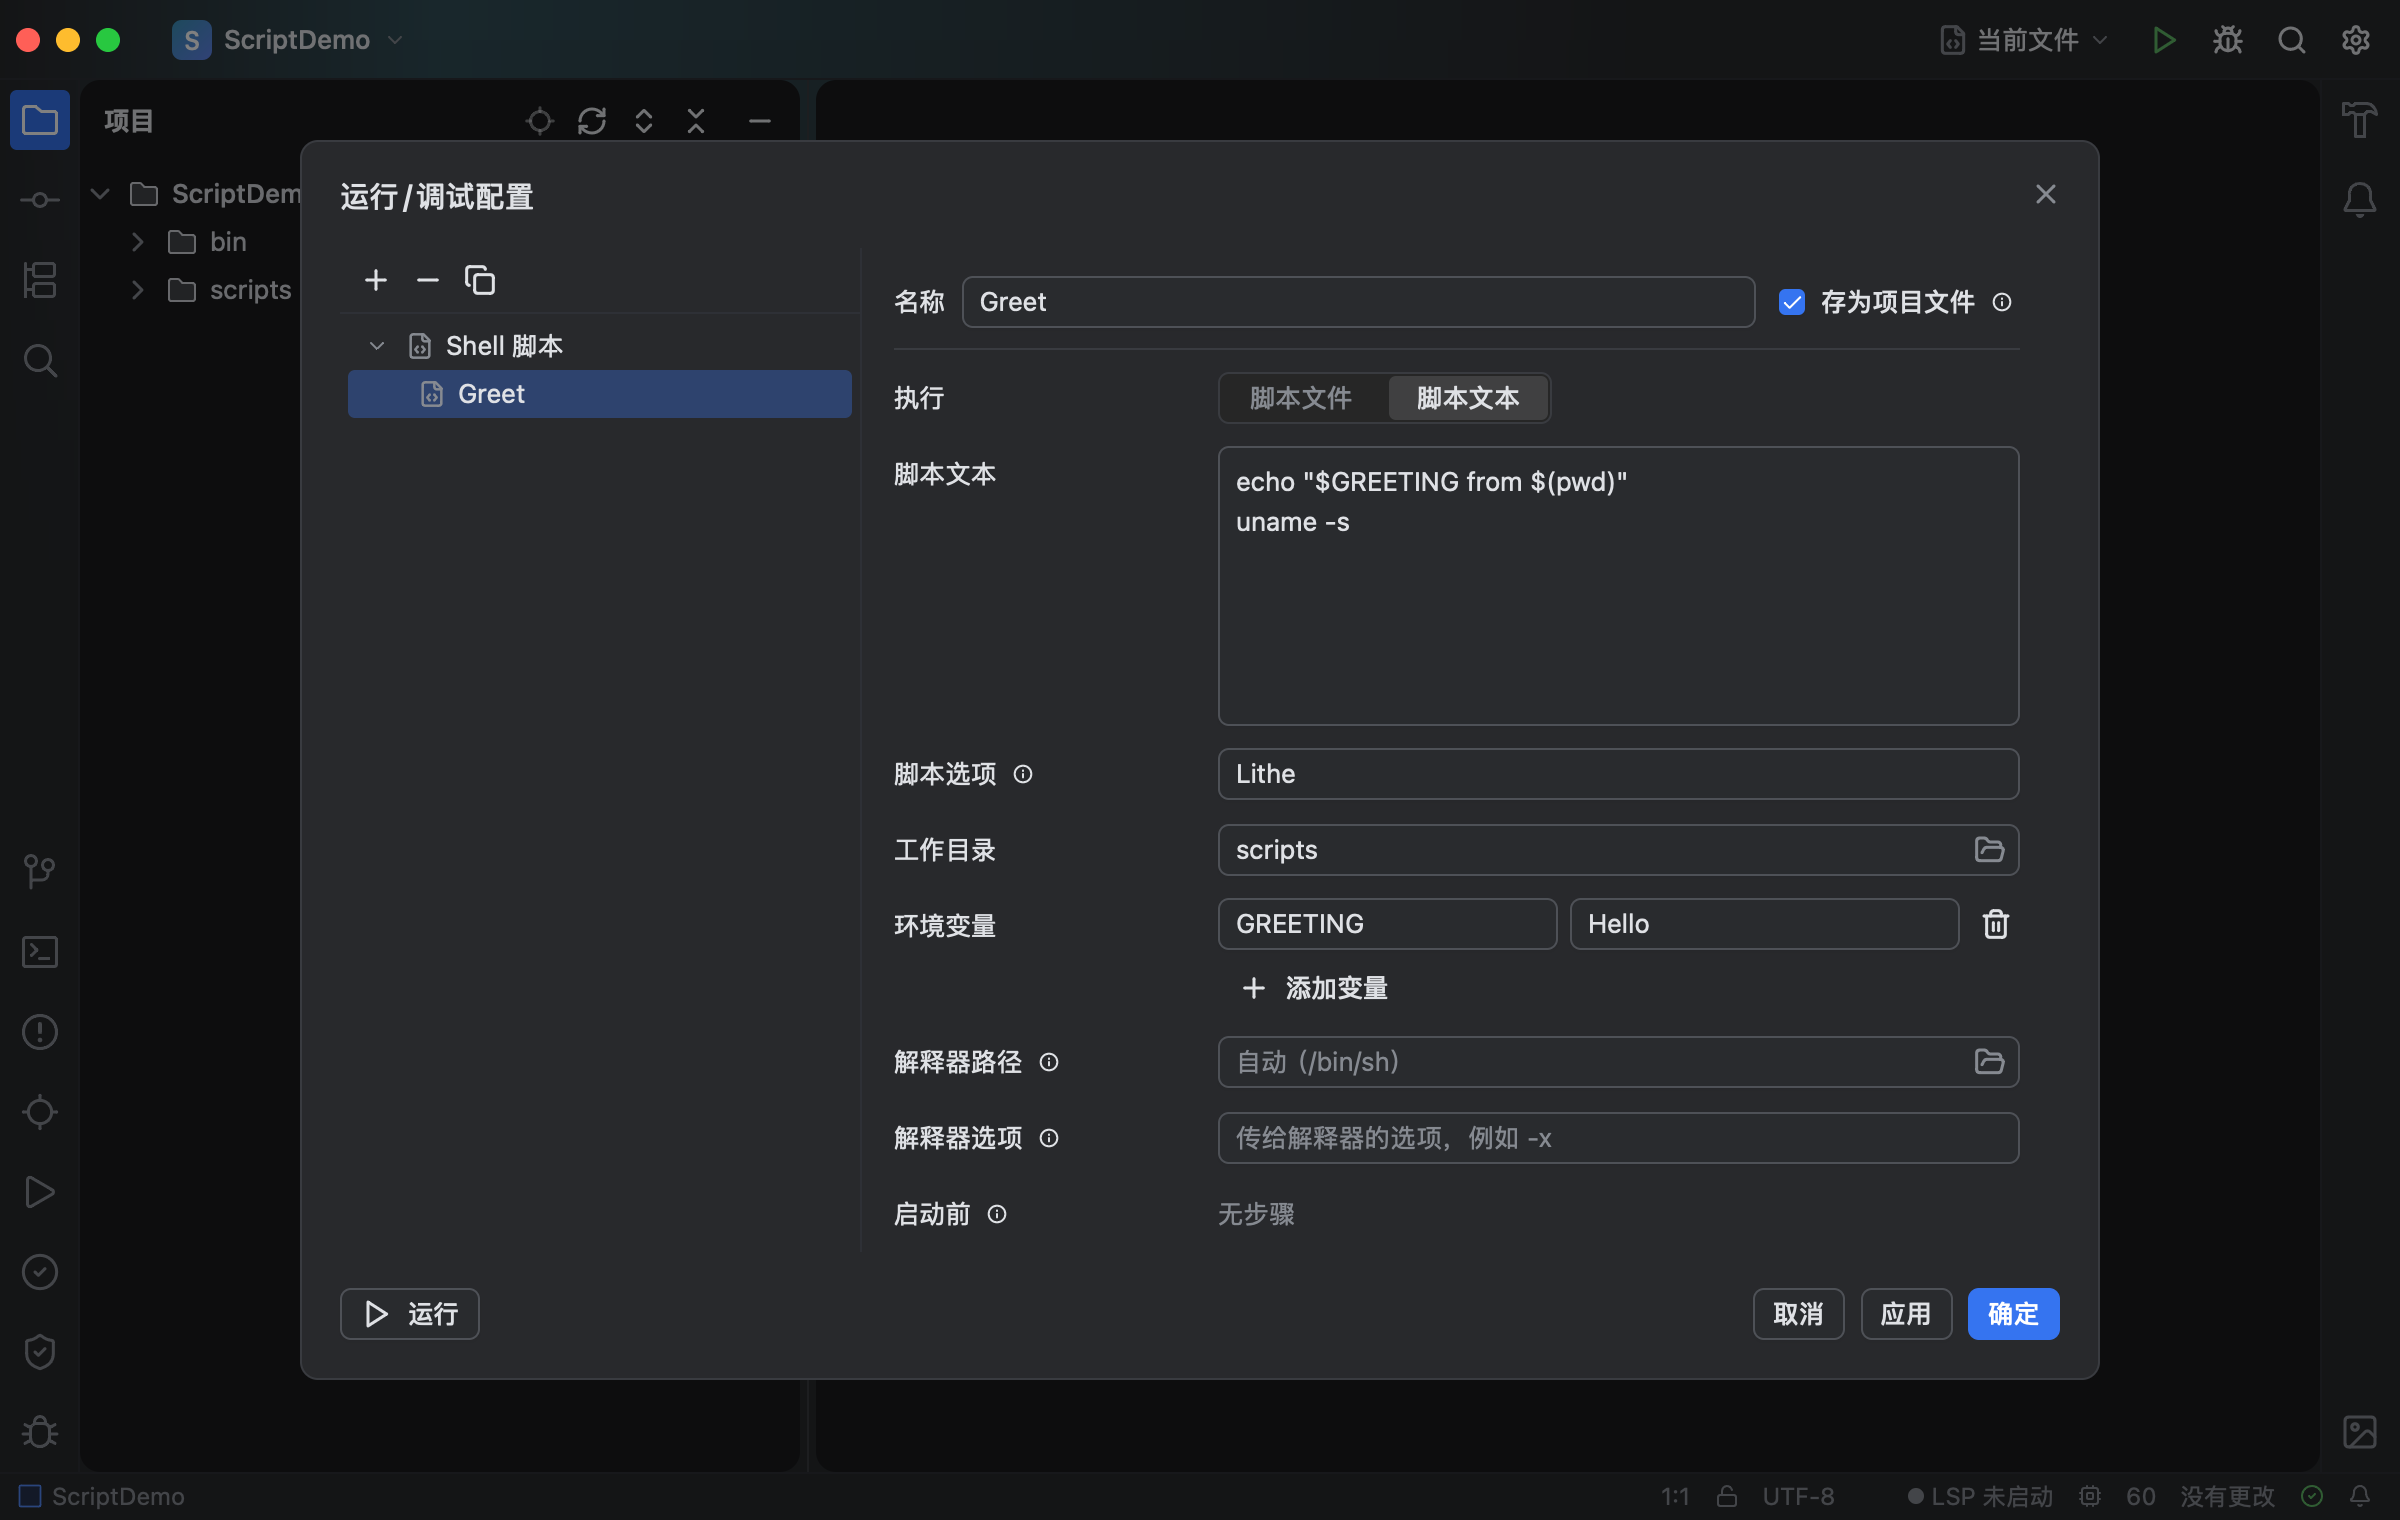 S ScriptDemo
当前文件
项目
ScriptDem
bin
scripts
运行/调试配置
Shell 脚本
Greet
名称 Greet 存为项目文件
执行 脚本文件 脚本文本
脚本文本
echo "$GREETING from $(pwd)"
uname -s
脚本选项 Lithe
工作目录 scripts
环境变量 GREETING Hello
添加变量
解释器路径 自动 (/bin/sh)
解释器选项 传给解释器的选项，例如 -x
启动前 无步骤
运行 取消 应用 确定
ScriptDemo 1:1 UTF-8 LSP 未启动 60 没有更改